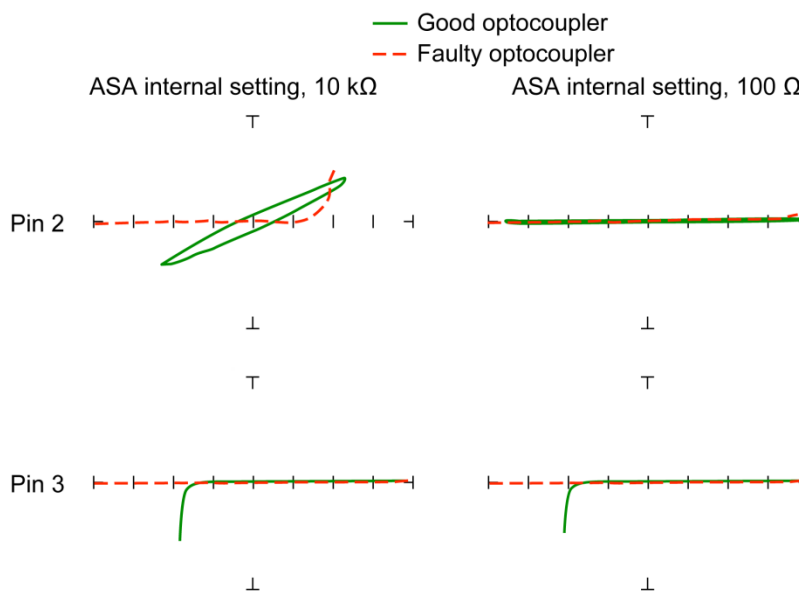 Good optocoupler
Faulty optocoupler
ASA internal setting, 10 kΩ
ASA internal setting, 100 Ω
Pin 2
Pin 3